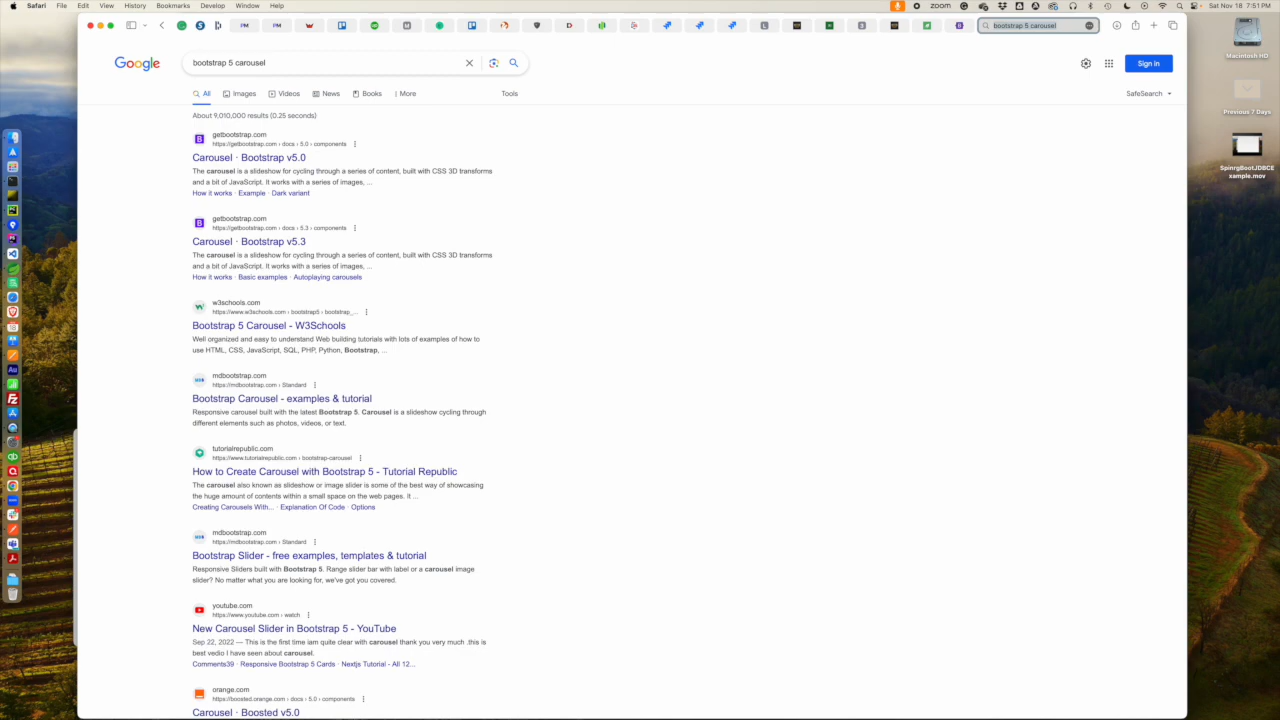 Safari File Edit View History Bookmarks Develop Window Help
zoom
Sat Nov 18 7:51 PM
PM PM
bootstrap 5 carousel
Google
bootstrap 5 carousel
Sign in
All Images Videos News Books More Tools
SafeSearch
About 9,010,000 results (0.25 seconds)
getbootstrap.com
https://getbootstrap.com › docs › 5.0 › components
Carousel · Bootstrap v5.0
The carousel is a slideshow for cycling through a series of content, built with CSS 3D transforms
and a bit of JavaScript. It works with a series of images, ...
How it works · Example · Dark variant
getbootstrap.com
https://getbootstrap.com › docs › 5.3 › components
Carousel · Bootstrap v5.3
The carousel is a slideshow for cycling through a series of content, built with CSS 3D transforms
and a bit of JavaScript. It works with a series of images, ...
How it works · Basic examples · Autoplaying carousels
w3schools.com
https://www.w3schools.com › bootstrap5 › bootstrap_...
Bootstrap 5 Carousel - W3Schools
Well organized and easy to understand Web building tutorials with lots of examples of how to
use HTML, CSS, JavaScript, SQL, PHP, Python, Bootstrap, ...
mdbootstrap.com
https://mdbootstrap.com › Standard
Bootstrap Carousel - examples & tutorial
Responsive carousel built with the latest Bootstrap 5. Carousel is a slideshow cycling through
different elements such as photos, videos, or text.
tutorialrepublic.com
https://www.tutorialrepublic.com › bootstrap-carousel
How to Create Carousel with Bootstrap 5 - Tutorial Republic
The carousel also known as slideshow or image slider is some of the best way of showcasing
the huge amount of contents within a small space on the web pages. it ...
Creating Carousels With... · Explanation Of Code · Options
mdbootstrap.com
https://mdbootstrap.com › Standard
Bootstrap Slider - free examples, templates & tutorial
Responsive Sliders built with Bootstrap 5. Range slider bar with label or a carousel image
slider? No matter what you are looking for, we've got you covered.
youtube.com
https://www.youtube.com › watch
New Carousel Slider in Bootstrap 5 - YouTube
Sep 22, 2022 — This is the first time iam quite clear with carousel thank you very much .this is
best vedio I have seen about carousel.
Comments39 · Responsive Bootstrap 5 Cards · Nextjs Tutorial - All 12...
orange.com
https://boosted.orange.com › docs › 5.0 › components
Carousel · Boosted v5.0
Macintosh HD
Previous 7 Days
SpinrgBootJDBCE
xample.mov